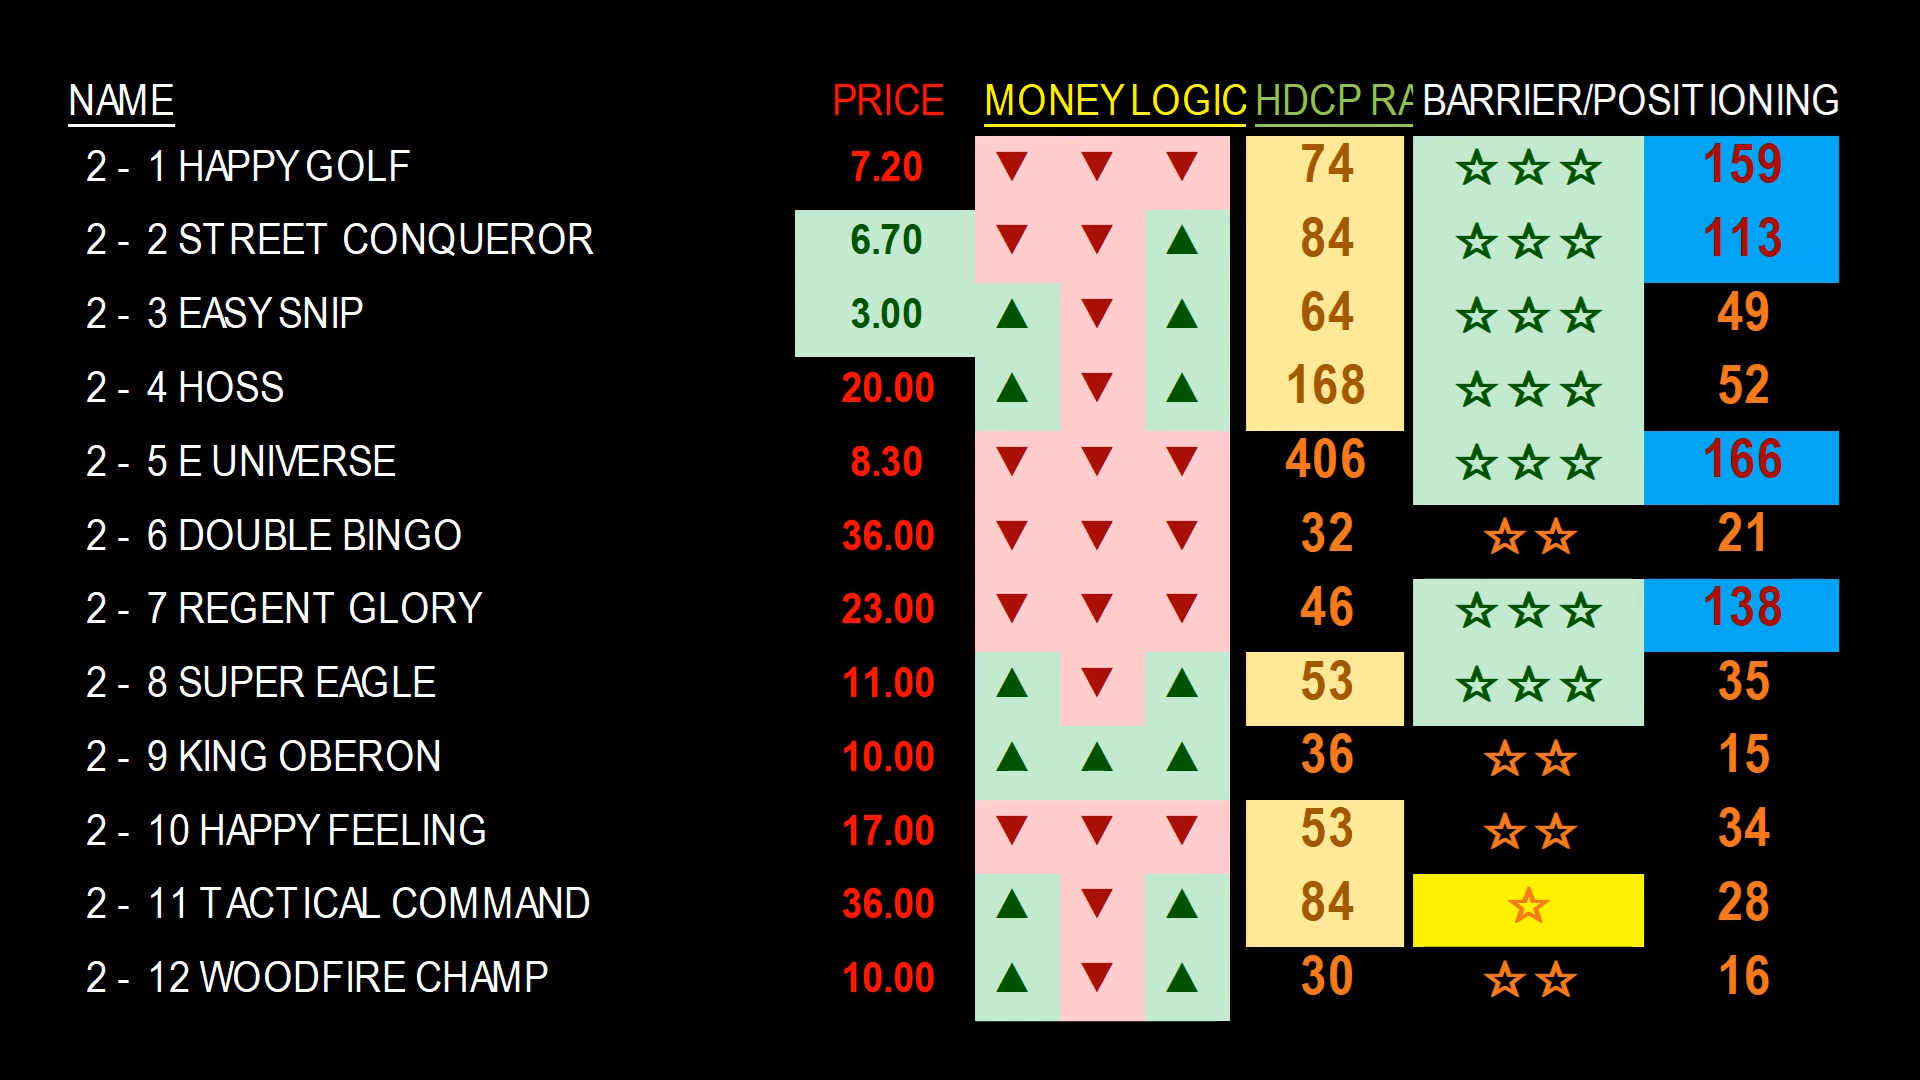 NAME PRICE MONEY LOGIC HDCP RA BARRIER/POSITIONING
2 - 1 HAPPY GOLF 7.20 ▼ ▼ ▼ 74 ☆☆☆ 159
2 - 2 STREET CONQUEROR 6.70 ▼ ▼ ▲ 84 ☆☆☆ 113
2 - 3 EASY SNIP 3.00 ▲ ▼ ▲ 64 ☆☆☆ 49
2 - 4 HOSS 20.00 ▲ ▼ ▲ 168 ☆☆☆ 52
2 - 5 E UNIVERSE 8.30 ▼ ▼ ▼ 406 ☆☆☆ 166
2 - 6 DOUBLE BINGO 36.00 ▼ ▼ ▼ 32 ☆☆ 21
2 - 7 REGENT GLORY 23.00 ▼ ▼ ▼ 46 ☆☆☆ 138
2 - 8 SUPER EAGLE 11.00 ▲ ▼ ▲ 53 ☆☆☆ 35
2 - 9 KING OBERON 10.00 ▲ ▲ ▲ 36 ☆☆ 15
2 - 10 HAPPY FEELING 17.00 ▼ ▼ ▼ 53 ☆☆ 34
2 - 11 TACTICAL COMMAND 36.00 ▲ ▼ ▲ 84 ☆ 28
2 - 12 WOODFIRE CHAMP 10.00 ▲ ▼ ▲ 30 ☆☆ 16